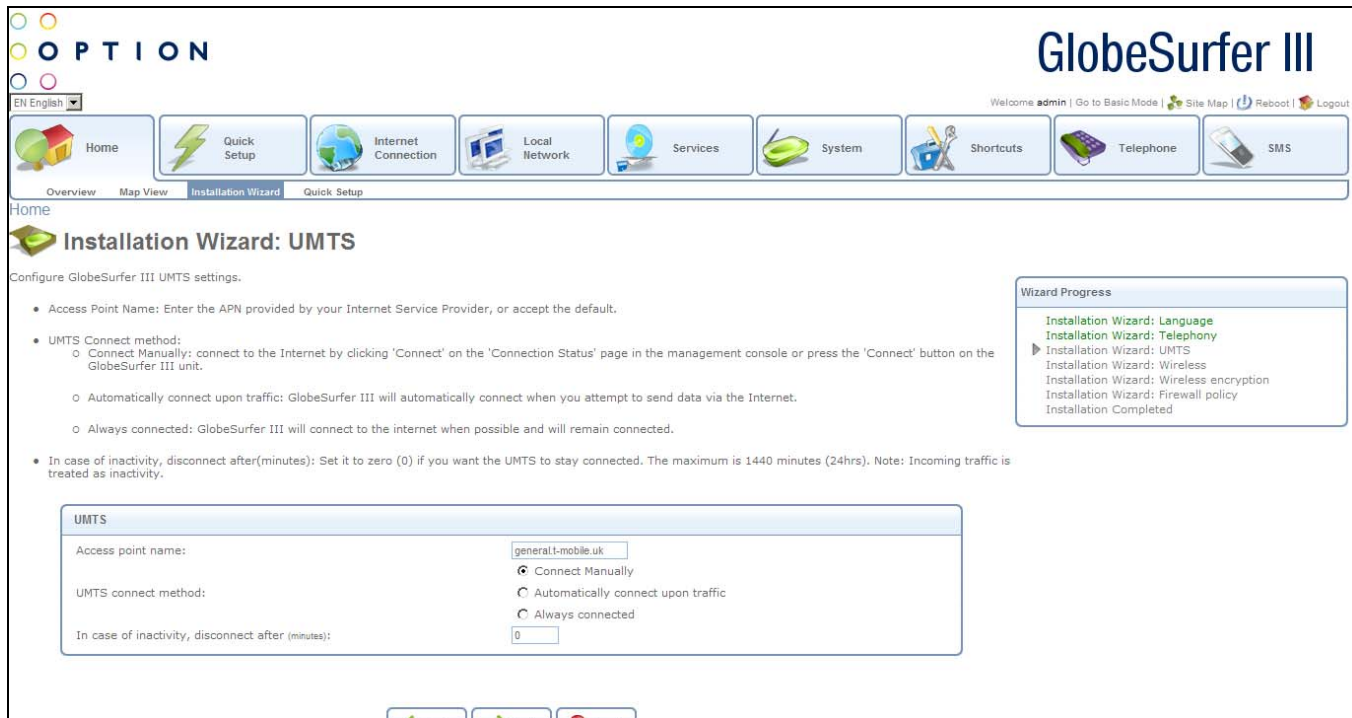 OPTION
GlobeSurfer III
EN English
Welcome admin | Go to Basic Mode | Site Map | Reboot | Logout
Home
Quick Setup
Internet Connection
Local Network
Services
System
Shortcuts
Telephone
SMS
Overview Map View Installation Wizard Quick Setup
Home
Installation Wizard: UMTS
Configure GlobeSurfer III UMTS settings.
• Access Point Name: Enter the APN provided by your Internet Service Provider, or accept the default.
• UMTS Connect method:
o Connect Manually: connect to the Internet by clicking 'Connect' on the 'Connection Status' page in the management console or press the 'Connect' button on the
GlobeSurfer III unit.
o Automatically connect upon traffic: GlobeSurfer III will automatically connect when you attempt to send data via the Internet.
o Always connected: GlobeSurfer III will connect to the internet when possible and will remain connected.
• In case of inactivity, disconnect after(minutes): Set it to zero (0) if you want the UMTS to stay connected. The maximum is 1440 minutes (24hrs). Note: Incoming traffic is
treated as inactivity.
Wizard Progress
Installation Wizard: Language
Installation Wizard: Telephony
Installation Wizard: UMTS
Installation Wizard: Wireless
Installation Wizard: Wireless encryption
Installation Wizard: Firewall policy
Installation Completed
UMTS
Access point name: general.t-mobile.uk
Connect Manually
UMTS connect method: Automatically connect upon traffic
Always connected
In case of inactivity, disconnect after (minutes): 0